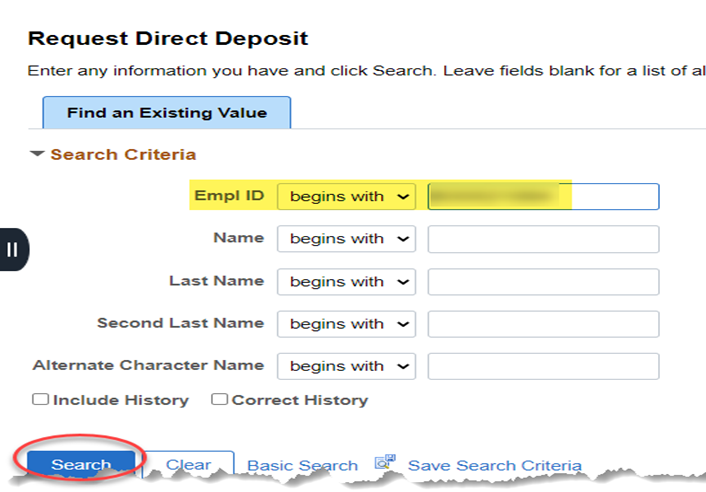 Request Direct Deposit
Enter any information you have and click Search. Leave fields blank for a list of al
Find an Existing Value
Search Criteria
Empl ID begins with
Name begins with
Last Name begins with
Second Last Name begins with
Alternate Character Name begins with
Include History Correct History
Search Clear Basic Search Save Search Criteria